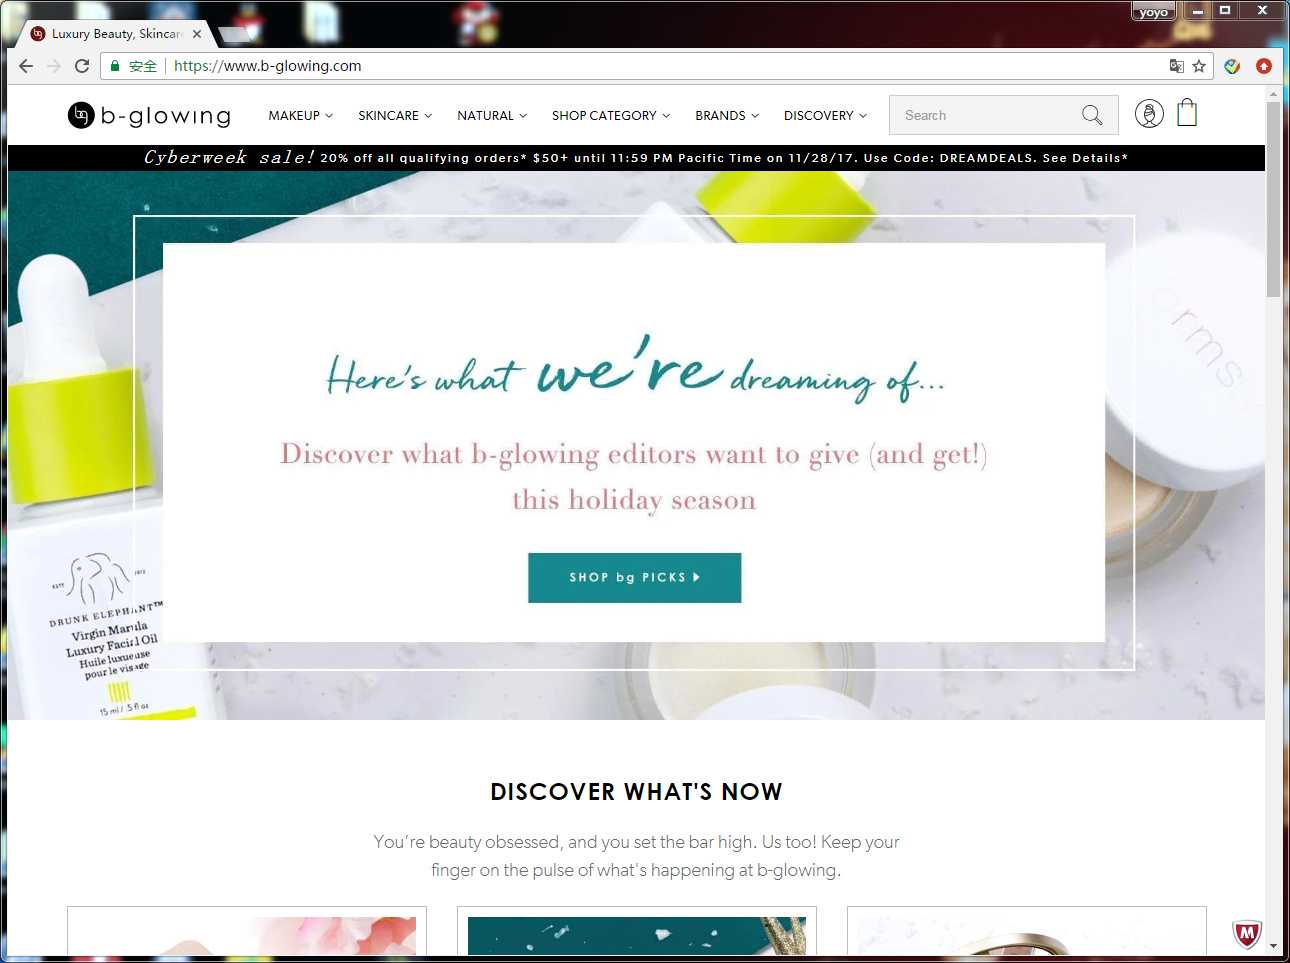 yoyo
Luxury Beauty, Skincar
安全 https://www.b-glowing.com
bg b-glowing MAKEUP SKINCARE NATURAL SHOP CATEGORY BRANDS DISCOVERY Search
Cyberweek sale! 20% off all qualifying orders* $50+ until 11:59 PM Pacific Time on 11/28/17. Use Code: DREAMDEALS. See Details*
orms
Here's what we're dreaming of...
Discover what b-glowing editors want to give (and get!)
this holiday season
SHOP bg PICKS
DRUNK ELEPHANT™
Virgin Marula
Luxury Facial Oil
Huile luxueuse
pour le visage
15 ml / .5 fl oz
DISCOVER WHAT'S NOW
You're beauty obsessed, and you set the bar high. Us too! Keep your
finger on the pulse of what's happening at b-glowing.
M